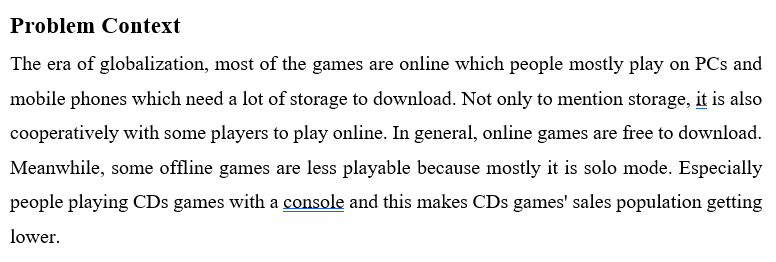 Problem Context
The era of globalization, most of the games are online which people mostly play on PCs and
mobile phones which need a lot of storage to download. Not only to mention storage, it is also
cooperatively with some players to play online. In general, online games are free to download.
Meanwhile, some offline games are less playable because mostly it is solo mode. Especially
people playing CDs games with a console and this makes CDs games' sales population getting
lower.